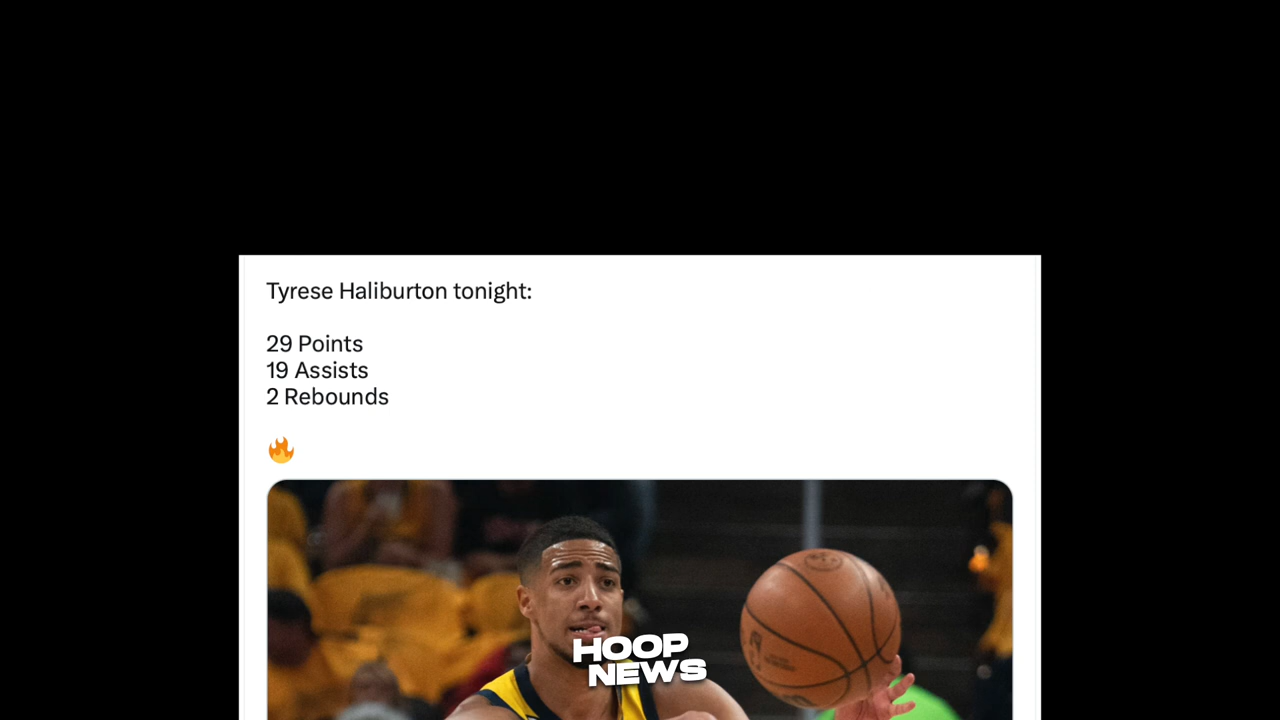 Tyrese Haliburton tonight:
29 Points
19 Assists
2 Rebounds
🔥
HOOP
NEWS